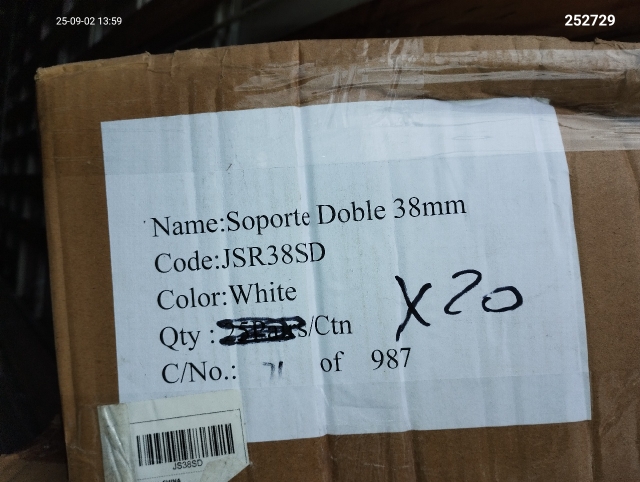 25-09-02 13:59
252729
Name:Soporte Doble 38mm
Code:JSR38SD
Color:White
X20
Qty : /Ctn
C/No.: 71 of 987
JS38SD